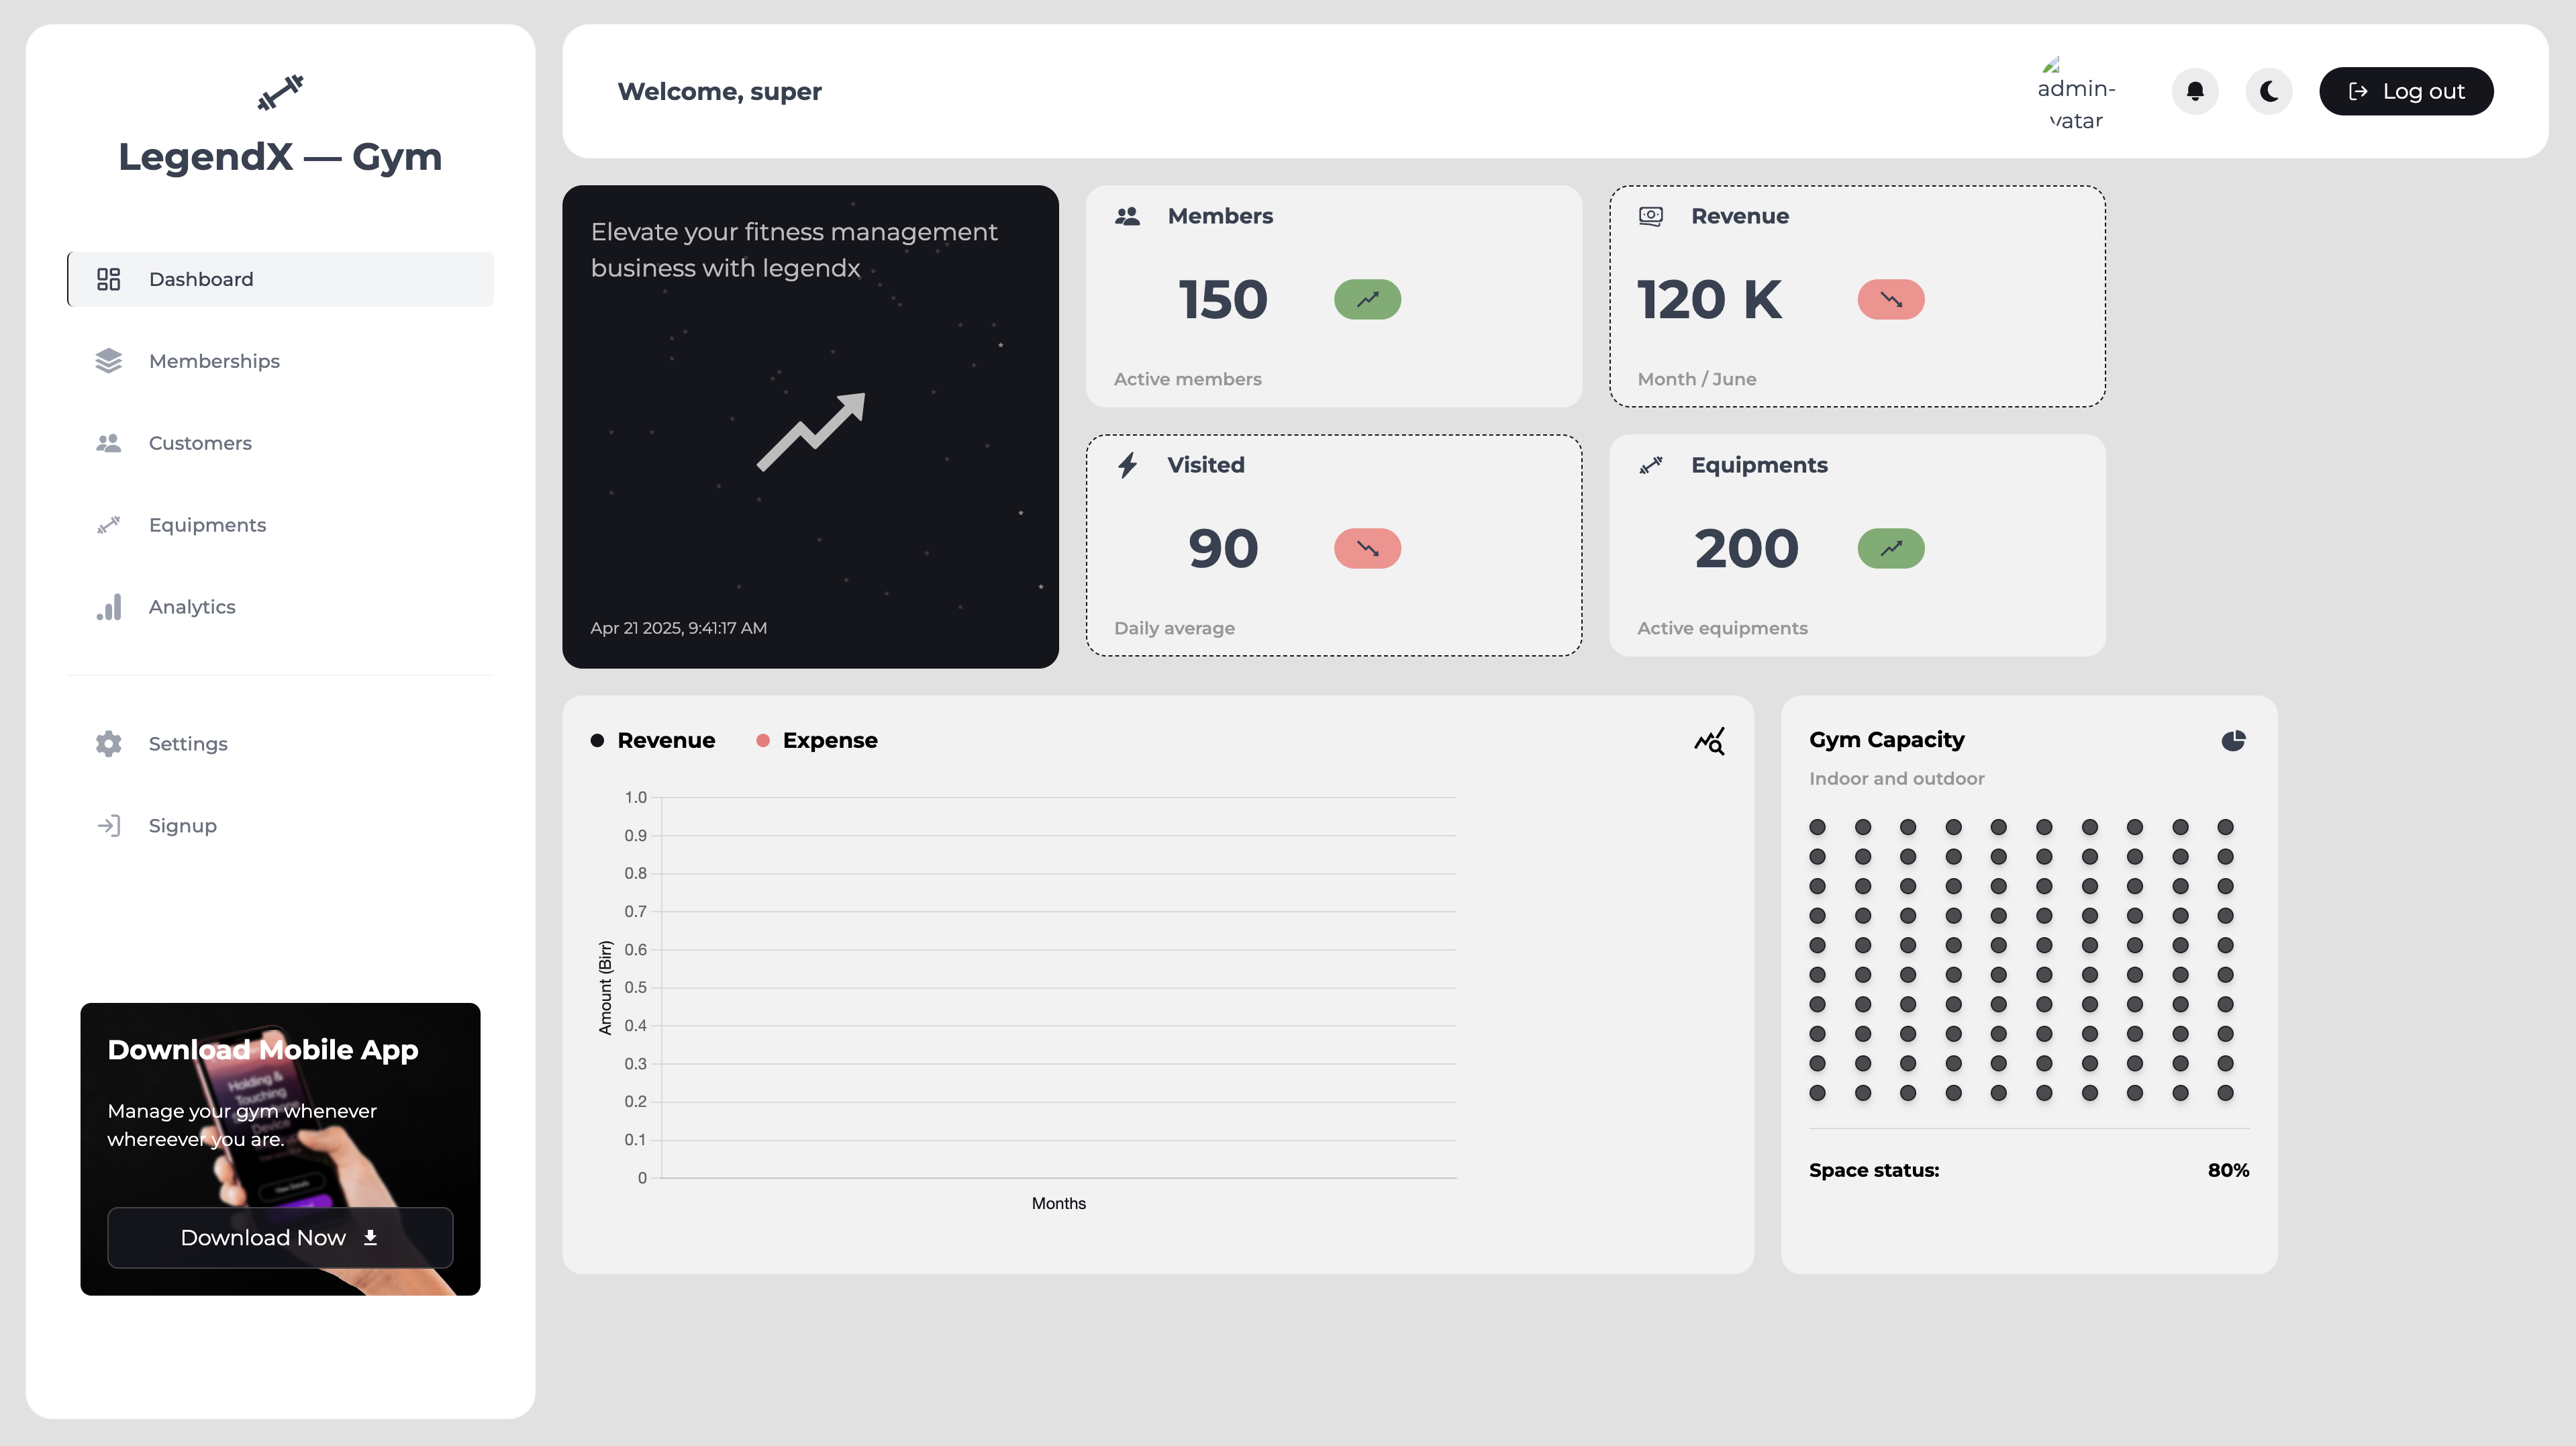 LegendX — Gym
Dashboard
Memberships
Customers
Equipments
Analytics
Settings
Signup
Download Mobile App
Holding &
Touching
Device
Manage your gym whenever
whereever you are.
Download Now
Welcome, super
admin-
vatar
Log out
Elevate your fitness management
business with legendx
Apr 21 2025, 9:41:17 AM
Members
150
Active members
Revenue
120 K
Month / June
Visited
90
Daily average
Equipments
200
Active equipments
Revenue
Expense
1.0
0.9
0.8
0.7
0.6
0.5
0.4
0.3
0.2
0.1
0
Amount (Birr)
Months
Gym Capacity
Indoor and outdoor
Space status:
80%